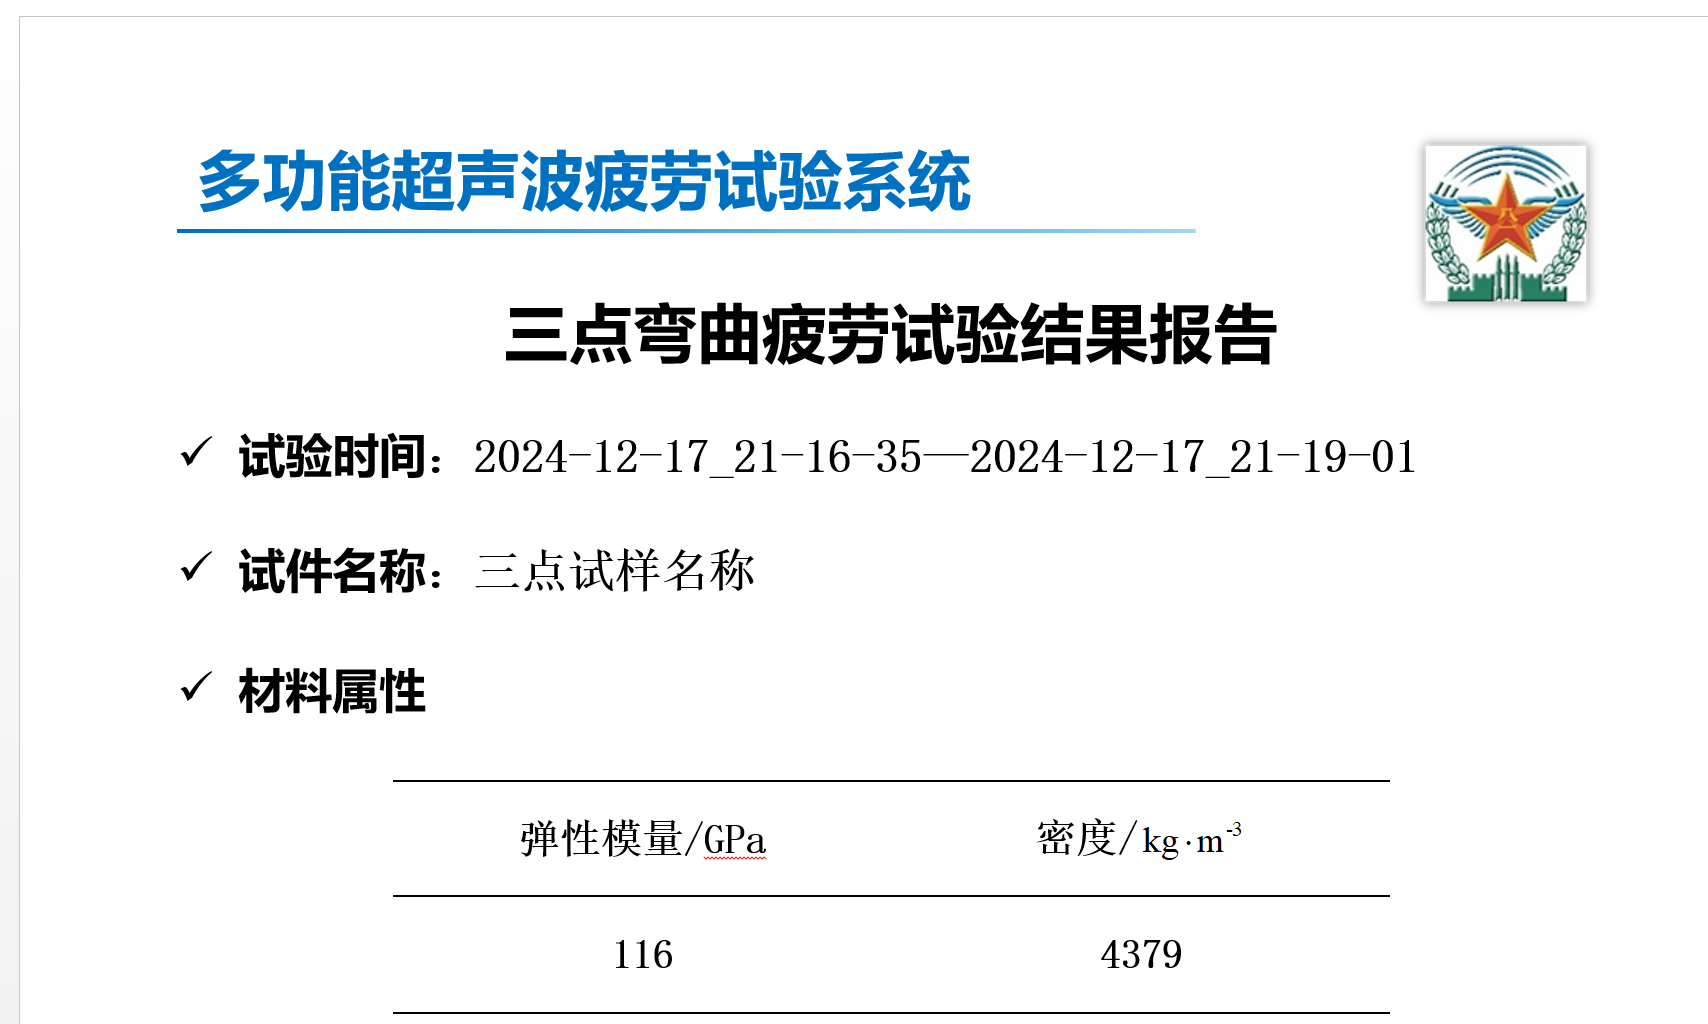 多功能超声波疲劳试验系统
三点弯曲疲劳试验结果报告
✓ 试验时间：2024-12-17_21-16-35—2024-12-17_21-19-01
✓ 试件名称：三点试样名称
✓ 材料属性
弹性模量/GPa 密度/kg·m⁻³
116 4379